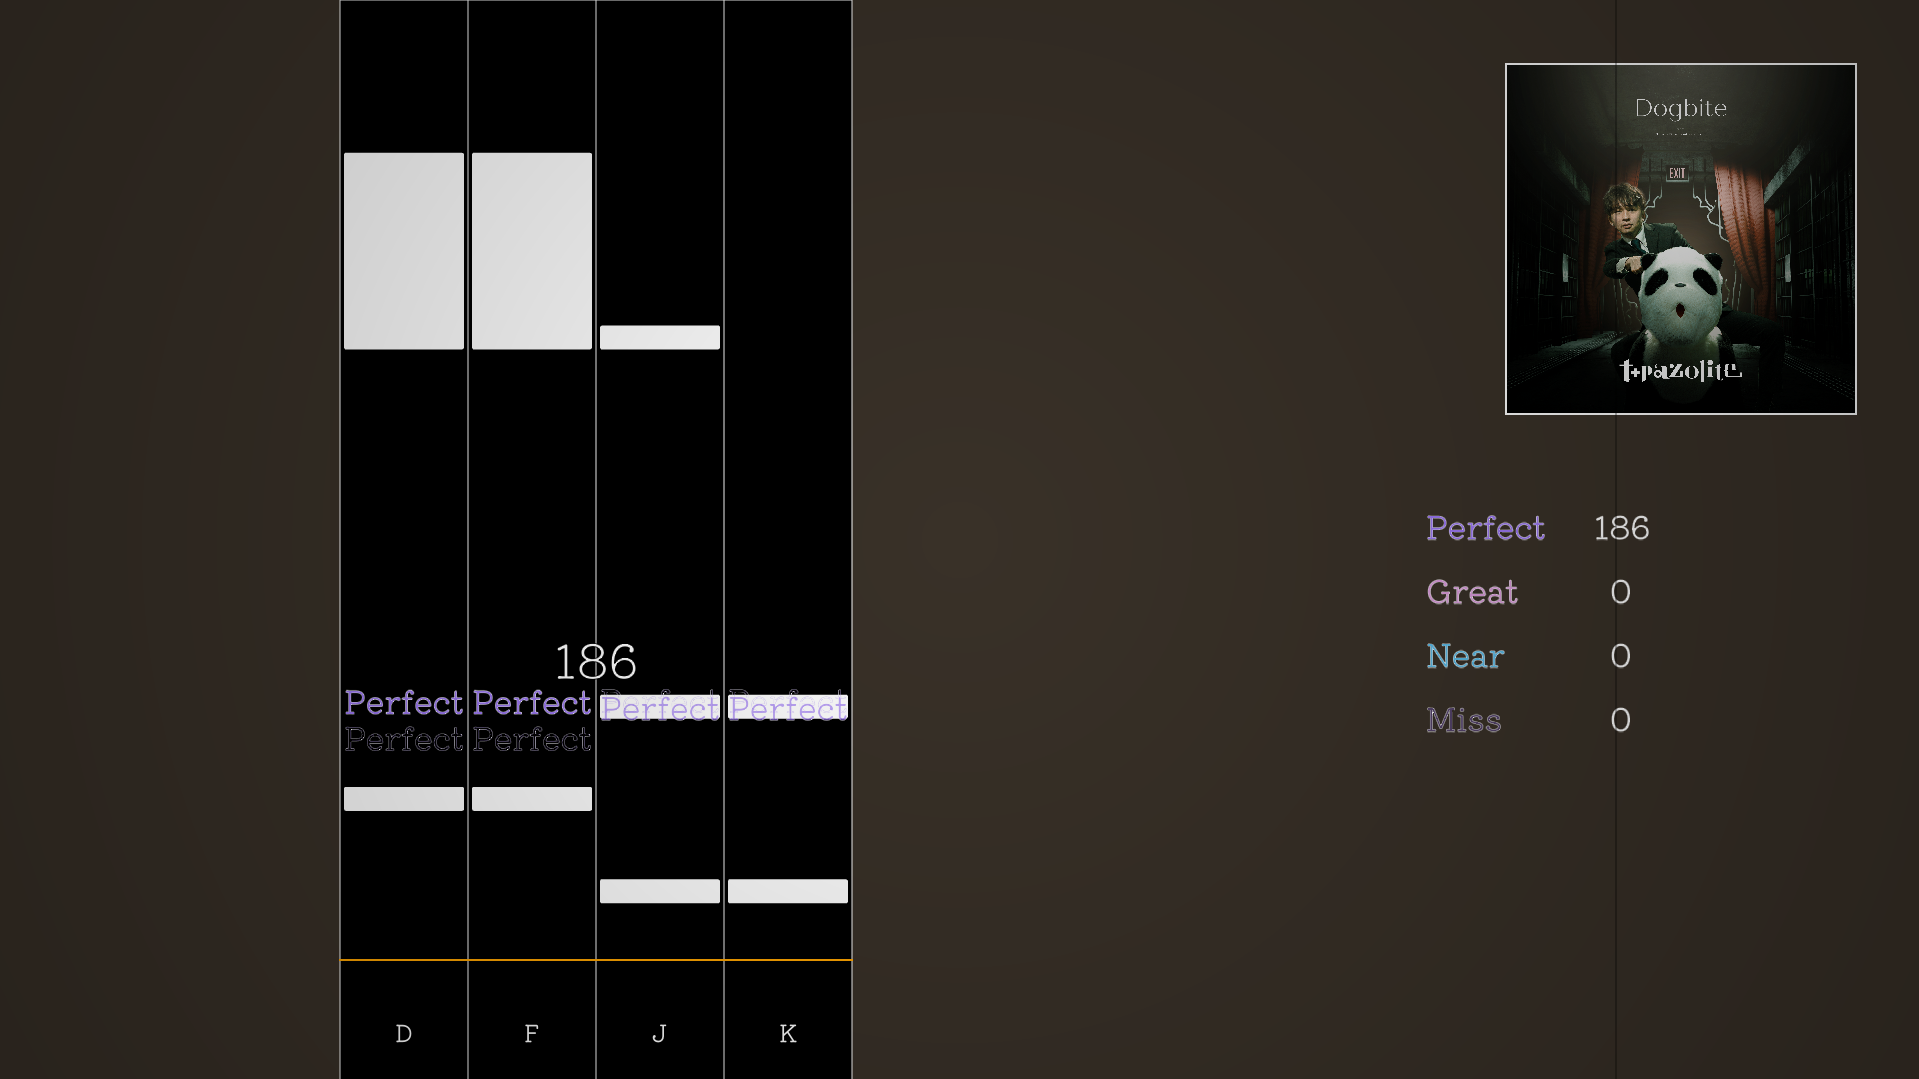 Dogbite
EXIT
t+pazolite
Perfect 186
Great 0
Near 0
Miss 0
186
Perfect Perfect Perfect Perfect
Perfect Perfect
D F J K